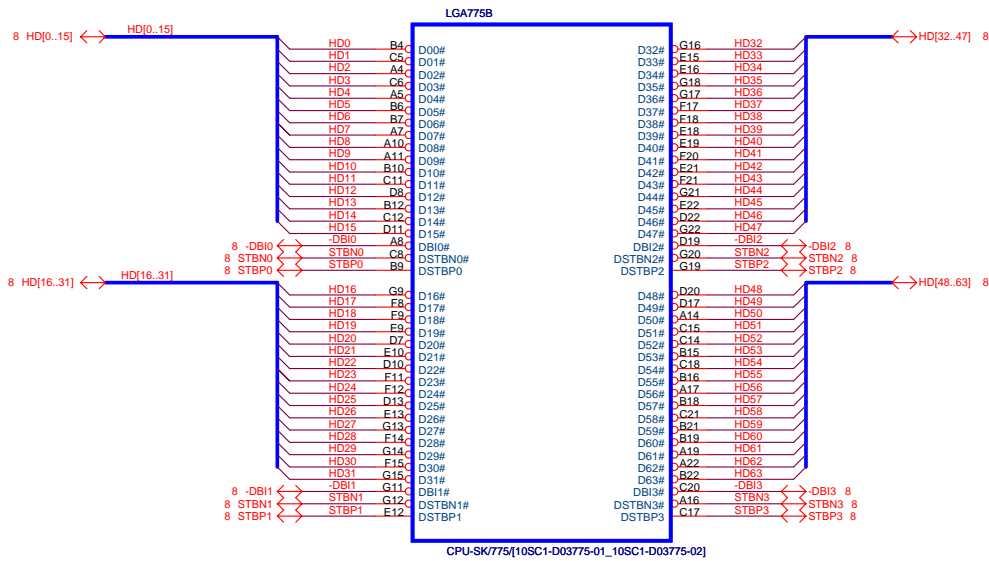 LGA775B
8 HD[0..15] HD[0..15] HD[32..47] 8
HD0 B4 D00# D32# G16 HD32
HD1 C5 D01# D33# E15 HD33
HD2 A4 D02# D34# E16 HD34
HD3 C6 D03# D35# G18 HD35
HD4 A5 D04# D36# G17 HD36
HD5 B6 D05# D37# F17 HD37
HD6 B7 D06# D38# F18 HD38
HD7 A7 D07# D39# E18 HD39
HD8 A10 D08# D40# E19 HD40
HD9 A11 D09# D41# F20 HD41
HD10 B10 D10# D42# E21 HD42
HD11 C11 D11# D43# F21 HD43
HD12 D8 D12# D44# G21 HD44
HD13 B12 D13# D45# E22 HD45
HD14 C12 D14# D46# D22 HD46
HD15 D11 D15# D47# G22 HD47
8 -DBI0 -DBI0 A8 DBI0# DBI2# D19 -DBI2 -DBI2 8
8 STBN0 STBN0 C8 DSTBN0# DSTBN2# G20 STBN2 STBN2 8
8 STBP0 STBP0 B9 DSTBP0 DSTBP2 G19 STBP2 STBP2 8
8 HD[16..31] HD[16..31] HD[48..63] 8
HD16 G9 D16# D48# D20 HD48
HD17 F8 D17# D49# D17 HD49
HD18 F9 D18# D50# A14 HD50
HD19 E9 D19# D51# C15 HD51
HD20 D7 D20# D52# C14 HD52
HD21 E10 D21# D53# B15 HD53
HD22 D10 D22# D54# C18 HD54
HD23 F11 D23# D55# B16 HD55
HD24 F12 D24# D56# A17 HD56
HD25 D13 D25# D57# B18 HD57
HD26 E13 D26# D58# C21 HD58
HD27 G13 D27# D59# B21 HD59
HD28 F14 D28# D60# B19 HD60
HD29 G14 D29# D61# A19 HD61
HD30 F15 D30# D62# A22 HD62
HD31 G15 D31# D63# B22 HD63
8 -DBI1 -DBI1 G11 DBI1# DBI3# C20 -DBI3 -DBI3 8
8 STBN1 STBN1 G12 DSTBN1# DSTBN3# A16 STBN3 STBN3 8
8 STBP1 STBP1 E12 DSTBP1 DSTBP3 C17 STBP3 STBP3 8
CPU-SK/775/[10SC1-D03775-01_10SC1-D03775-02]